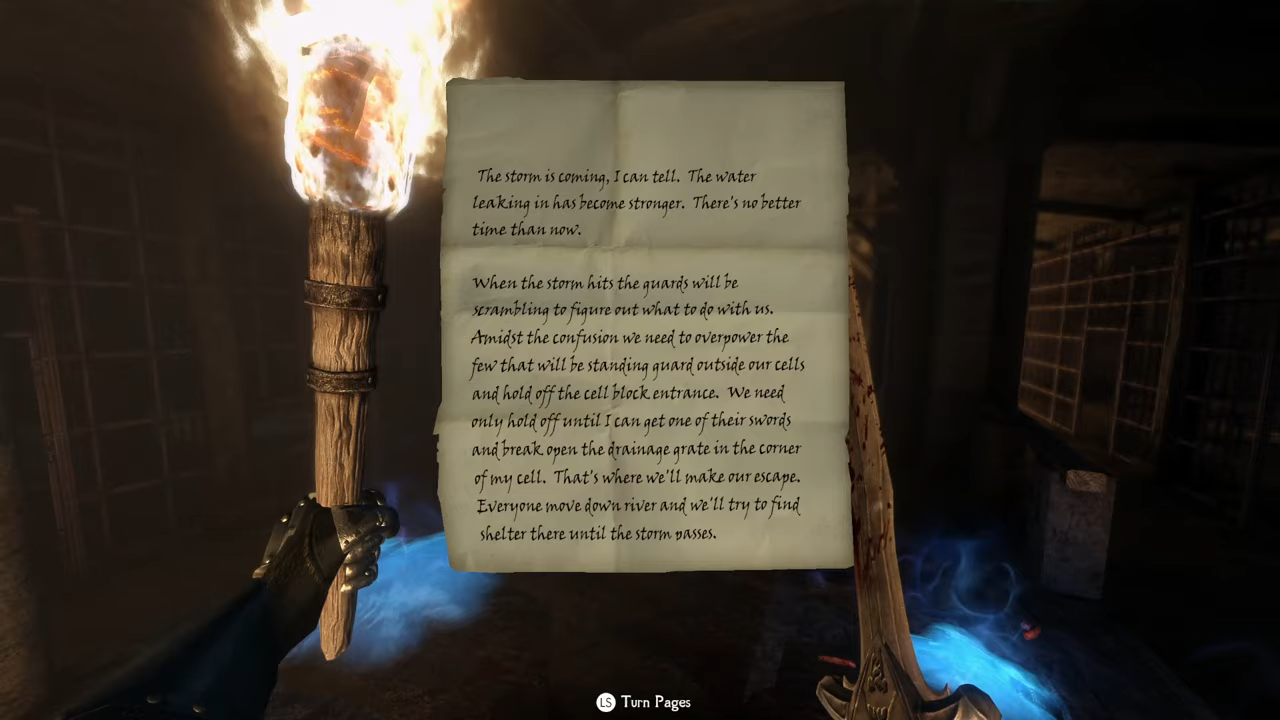 The storm is coming, I can tell. The water
leaking in has become stronger. There's no better
time than now.
When the storm hits the guards will be
scrambling to figure out what to do with us.
Amidst the confusion we need to overpower the
few that will be standing guard outside our cells
and hold off the cell block entrance. We need
only hold off until I can get one of their swords
and break open the drainage grate in the corner
of my cell. That's where we'll make our escape.
Everyone move down river and we'll try to find
shelter there until the storm passes.
LS Turn Pages